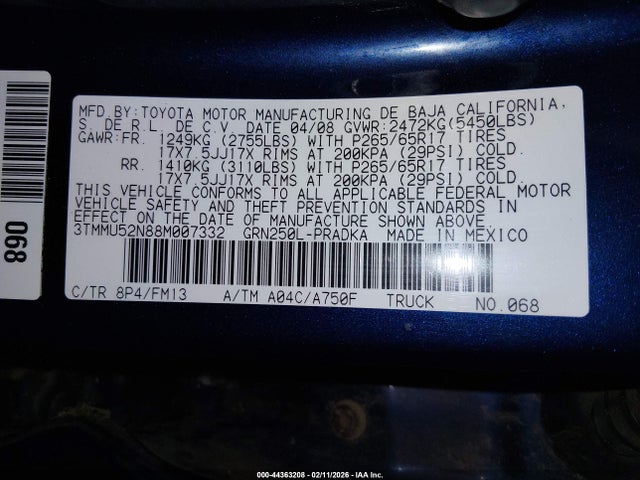 MFD.BY:TOYOTA MOTOR MANUFACTURING DE BAJA CALIFORNIA,
S. DE R.L. DE C.V. DATE 04/08 GVWR:2472KG(5450LBS)
GAWR:FR. 1249KG (2755LBS) WITH P265/65R17 TIRES
17X7.5JJ17X RIMS AT 200KPA (29PSI) COLD.
RR. 1410KG (3110LBS) WITH P265/65R17 TIRES
17X7.5JJ17X RIMS AT 200KPA (29PSI) COLD.
THIS VEHICLE CONFORMS TO ALL APPLICABLE FEDERAL MOTOR
VEHICLE SAFETY AND THEFT PREVENTION STANDARDS IN
EFFECT ON THE DATE OF MANUFACTURE SHOWN ABOVE
3TMMU52N88M007332 GRN250L-PRADKA MADE IN MEXICO
C/TR 8P4/FM13 A/TM A04C/A750F TRUCK NO.068
068
000-44363208 - 02/11/2026 - IAA Inc.